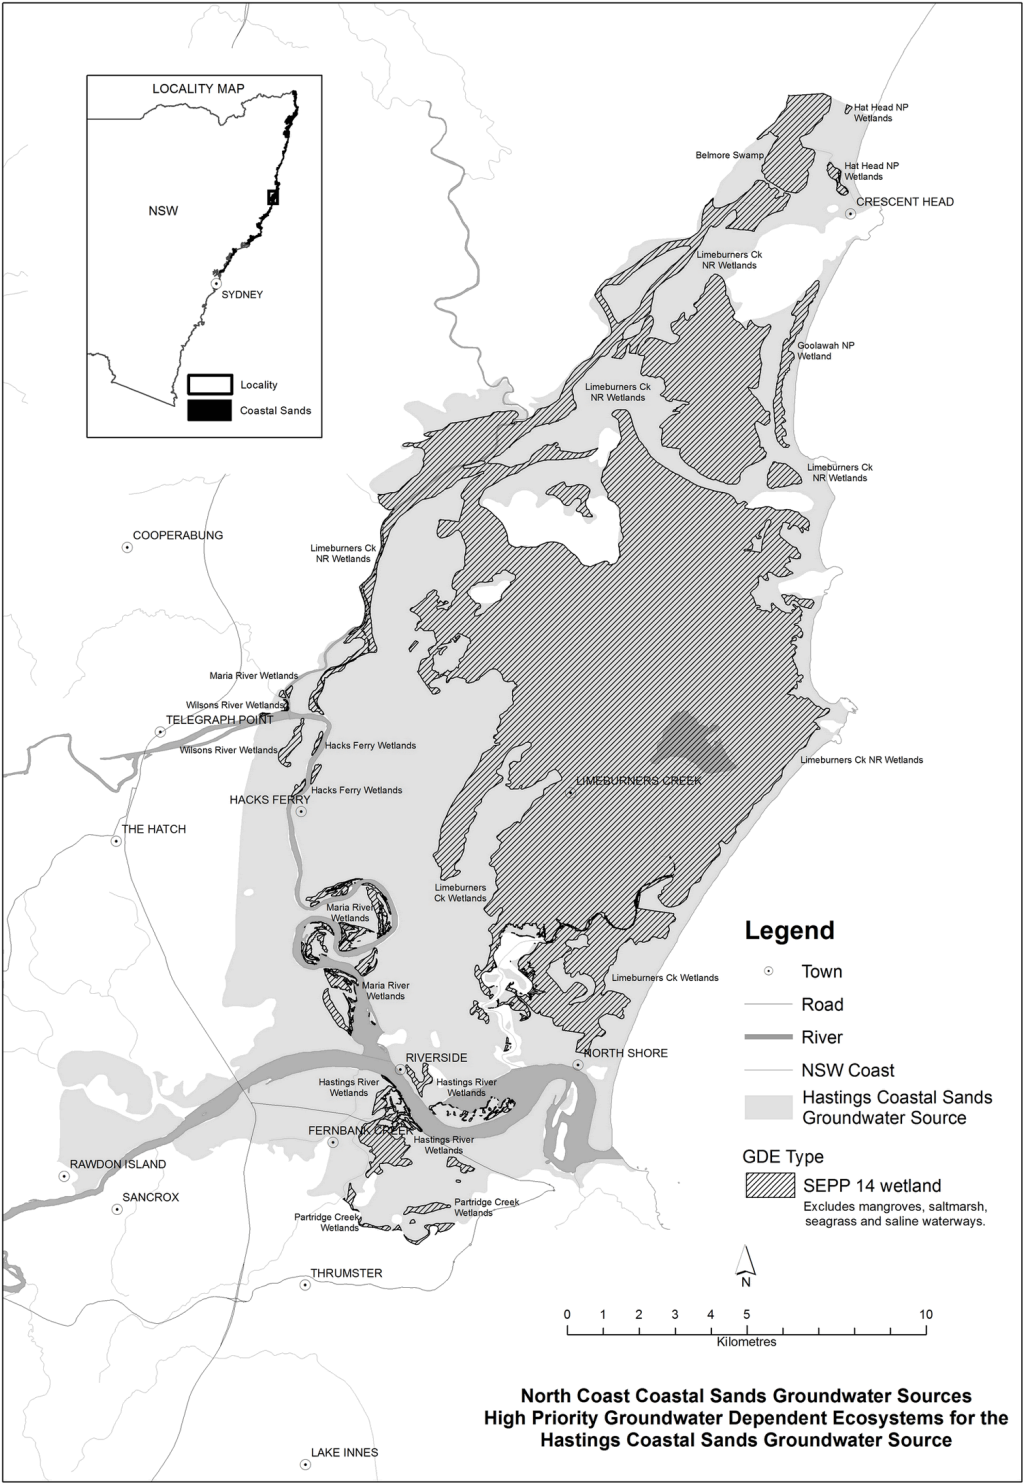 LOCALITY MAP
NSW
SYDNEY
Locality
Coastal Sands
Hat Head NP
Wetlands
Belmore Swamp
Hat Head NP
Wetlands
CRESCENT HEAD
Limeburners Ck
NR Wetlands
Goolawah NP
Wetland
Limeburners Ck
NR Wetlands
Limeburners Ck
NR Wetlands
COOPERABUNG
Limeburners Ck
NR Wetlands
Maria River Wetlands
Wilsons River Wetlands
TELEGRAPH POINT
Wilsons River Wetlands
Hacks Ferry Wetlands
Limeburners Ck NR Wetlands
LIMEBURNERS CREEK
Hacks Ferry Wetlands
HACKS FERRY
THE HATCH
Limeburners
Ck Wetlands
Maria River
Wetlands
Limeburners Ck Wetlands
Maria River
Wetlands
NORTH SHORE
RIVERSIDE
Hastings River
Wetlands
Hastings River
Wetlands
FERNBANK CREEK
Hastings River
Wetlands
RAWDON ISLAND
SANCROX
Partridge Creek
Wetlands
Partridge Creek
Wetlands
THRUMSTER
LAKE INNES
Legend
Town
Road
River
NSW Coast
Hastings Coastal Sands
Groundwater Source
GDE Type
SEPP 14 wetland
Excludes mangroves, saltmarsh,
seagrass and saline waterways.
N
0 1 2 3 4 5 10
Kilometres
North Coast Coastal Sands Groundwater Sources
High Priority Groundwater Dependent Ecosystems for the
Hastings Coastal Sands Groundwater Source